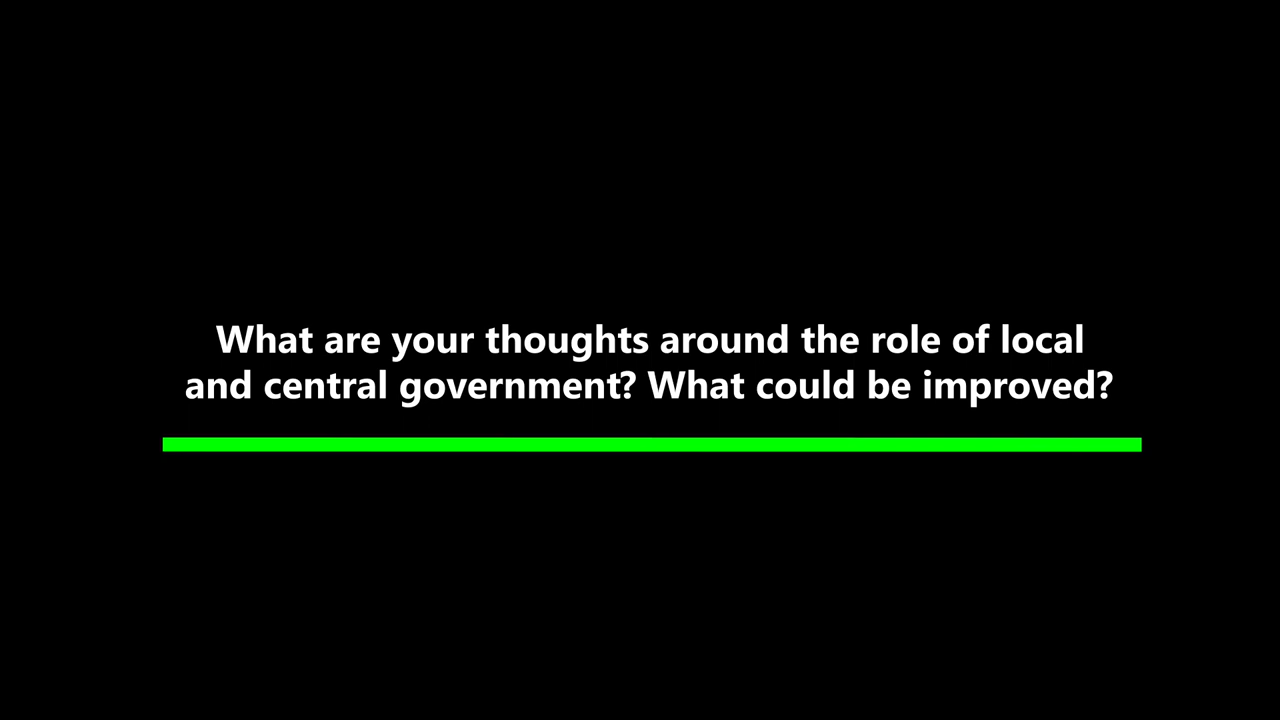 What are your thoughts around the role of local
and central government? What could be improved?